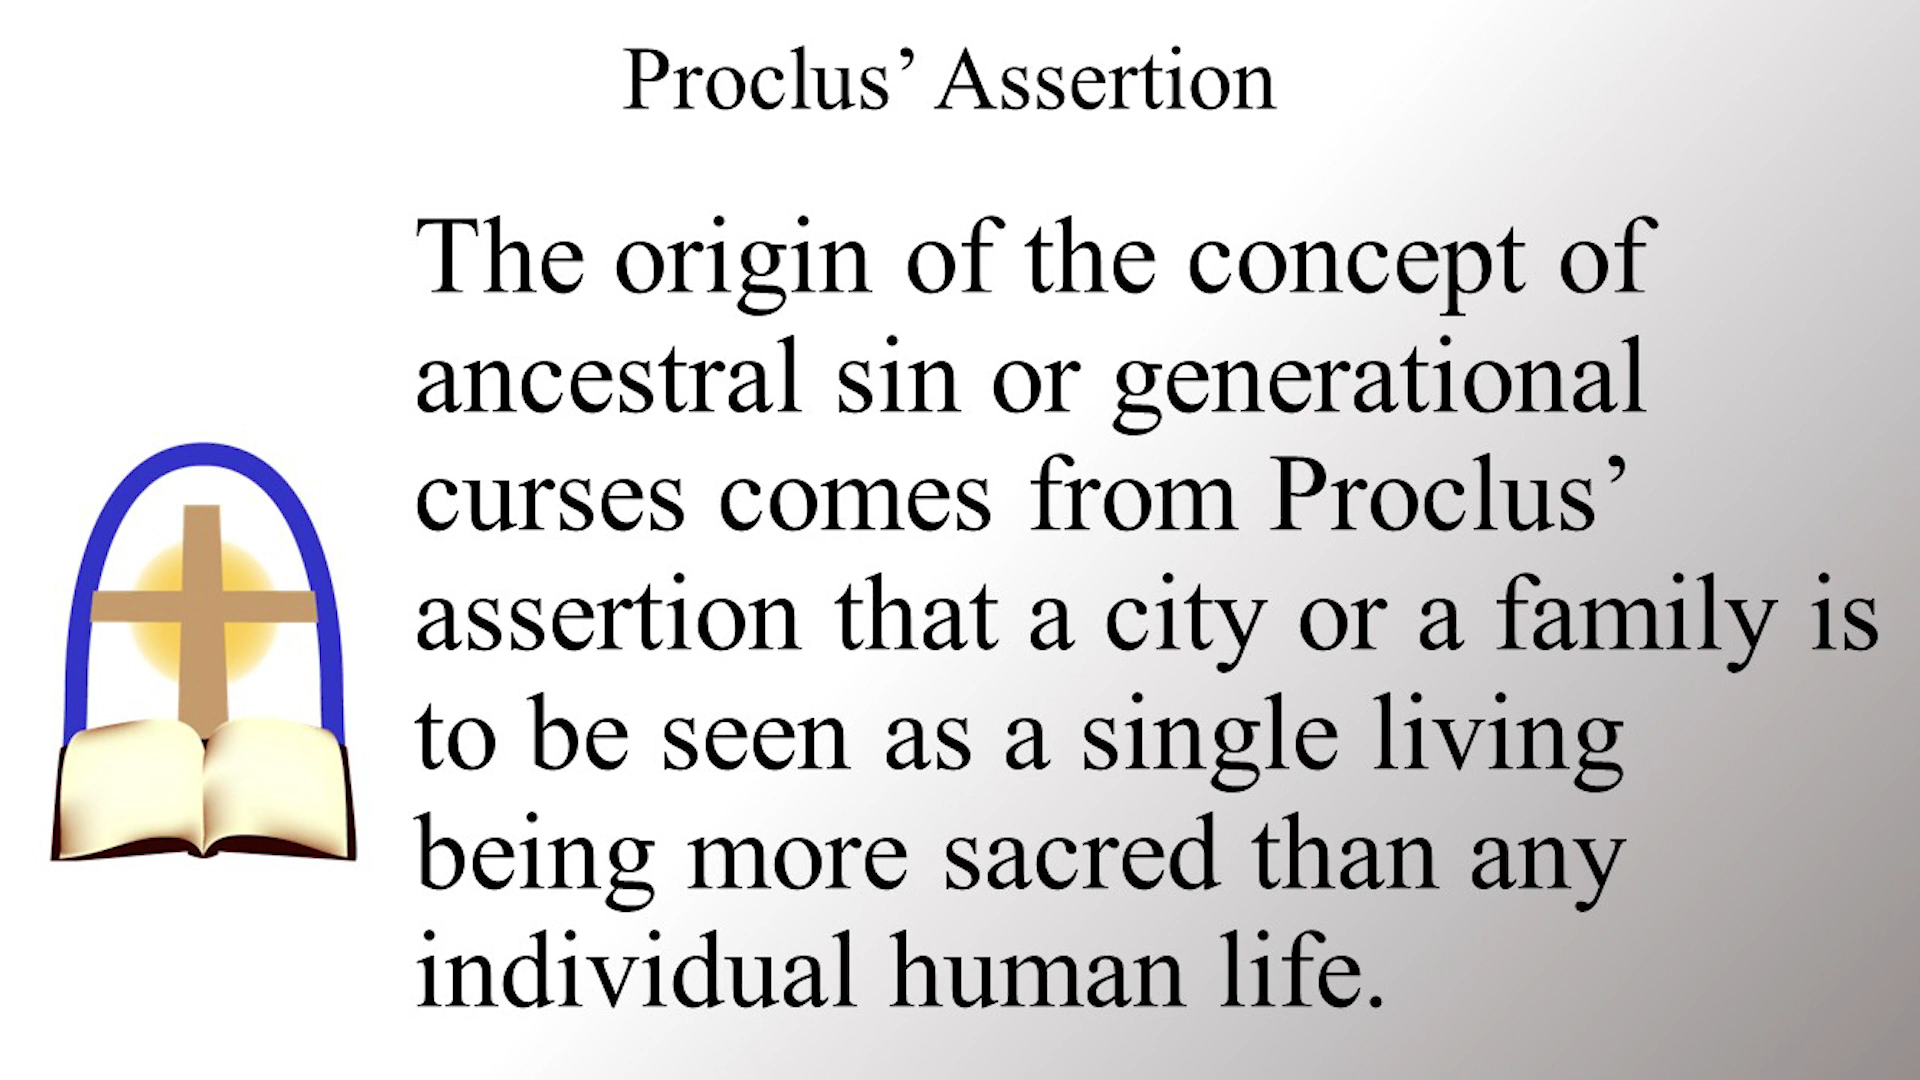 Proclus’ Assertion
The origin of the concept of
ancestral sin or generational
curses comes from Proclus’
assertion that a city or a family is
to be seen as a single living
being more sacred than any
individual human life.